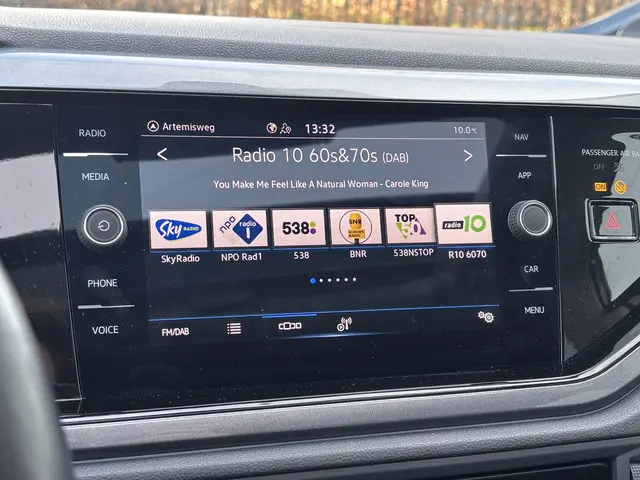 RADIO
MEDIA
PHONE
VOICE
Artemisweg
13:32
10.0°C
Radio 10 60s&70s (DAB)
You Make Me Feel Like A Natural Woman - Carole King
Sky RADIO
npo radio 1
538
BNR
TOP 50
radio 10
SkyRadio
NPO Rad1
538
BNR
538NSTOP
R10 6070
FM/DAB
NAV
APP
CAR
MENU
PASSENGER AIR BA
OFF
ON